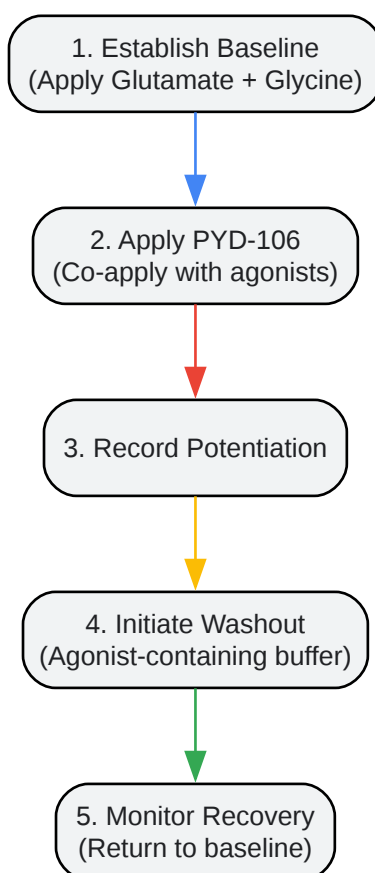 1. Establish Baseline
(Apply Glutamate + Glycine)
2. Apply PYD-106
(Co-apply with agonists)
3. Record Potentiation
4. Initiate Washout
(Agonist-containing buffer)
5. Monitor Recovery
(Return to baseline)